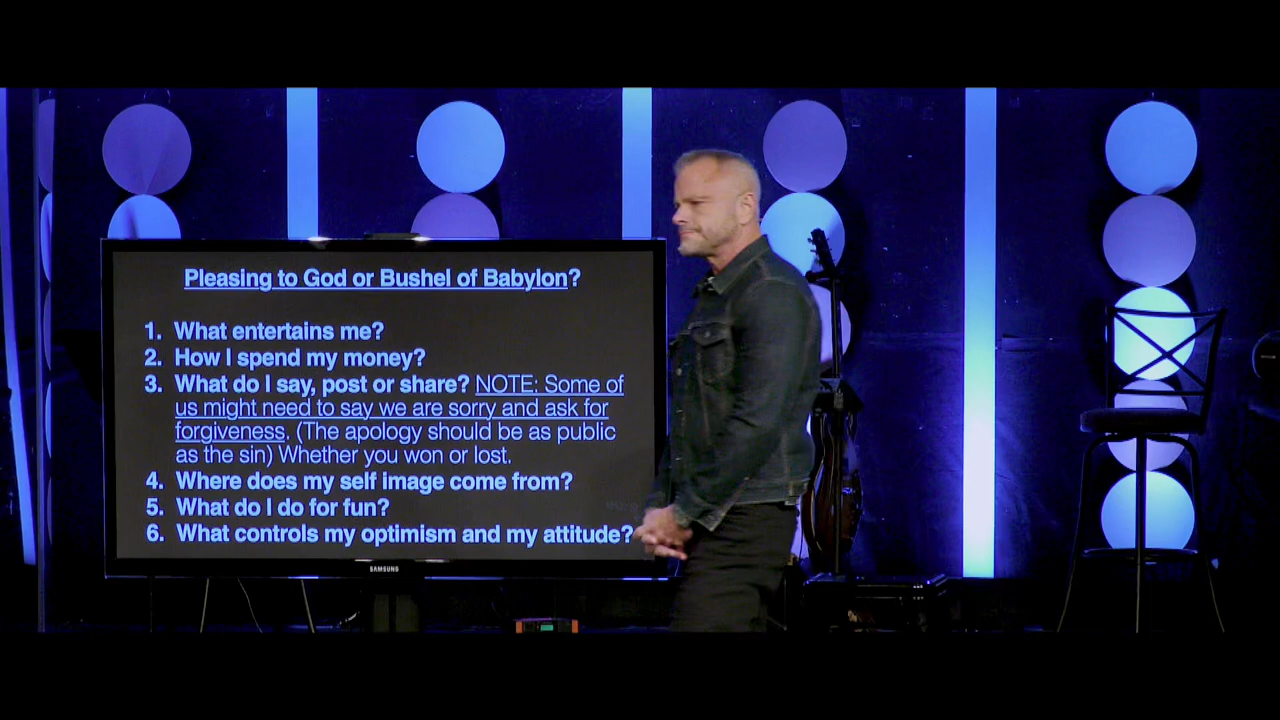 Pleasing to God or Bushel of Babylon?
1. What entertains me?
2. How I spend my money?
3. What do I say, post or share? NOTE: Some of
us might need to say we are sorry and ask for
forgiveness. (The apology should be as public
as the sin) Whether you won or lost.
4. Where does my self image come from?
5. What do I do for fun?
6. What controls my optimism and my attitude?
SAMSUNG